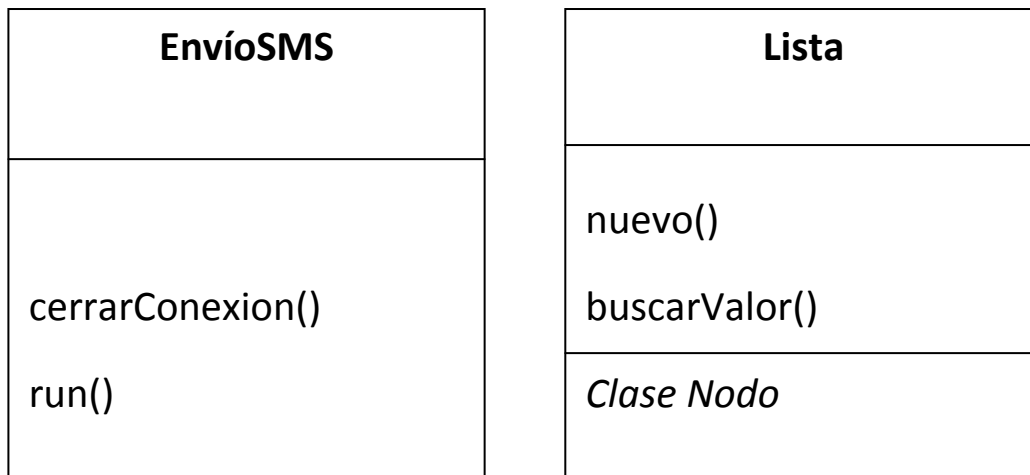 EnvíoSMS
cerrarConexion()
run()
Lista
nuevo()
buscarValor()
Clase Nodo